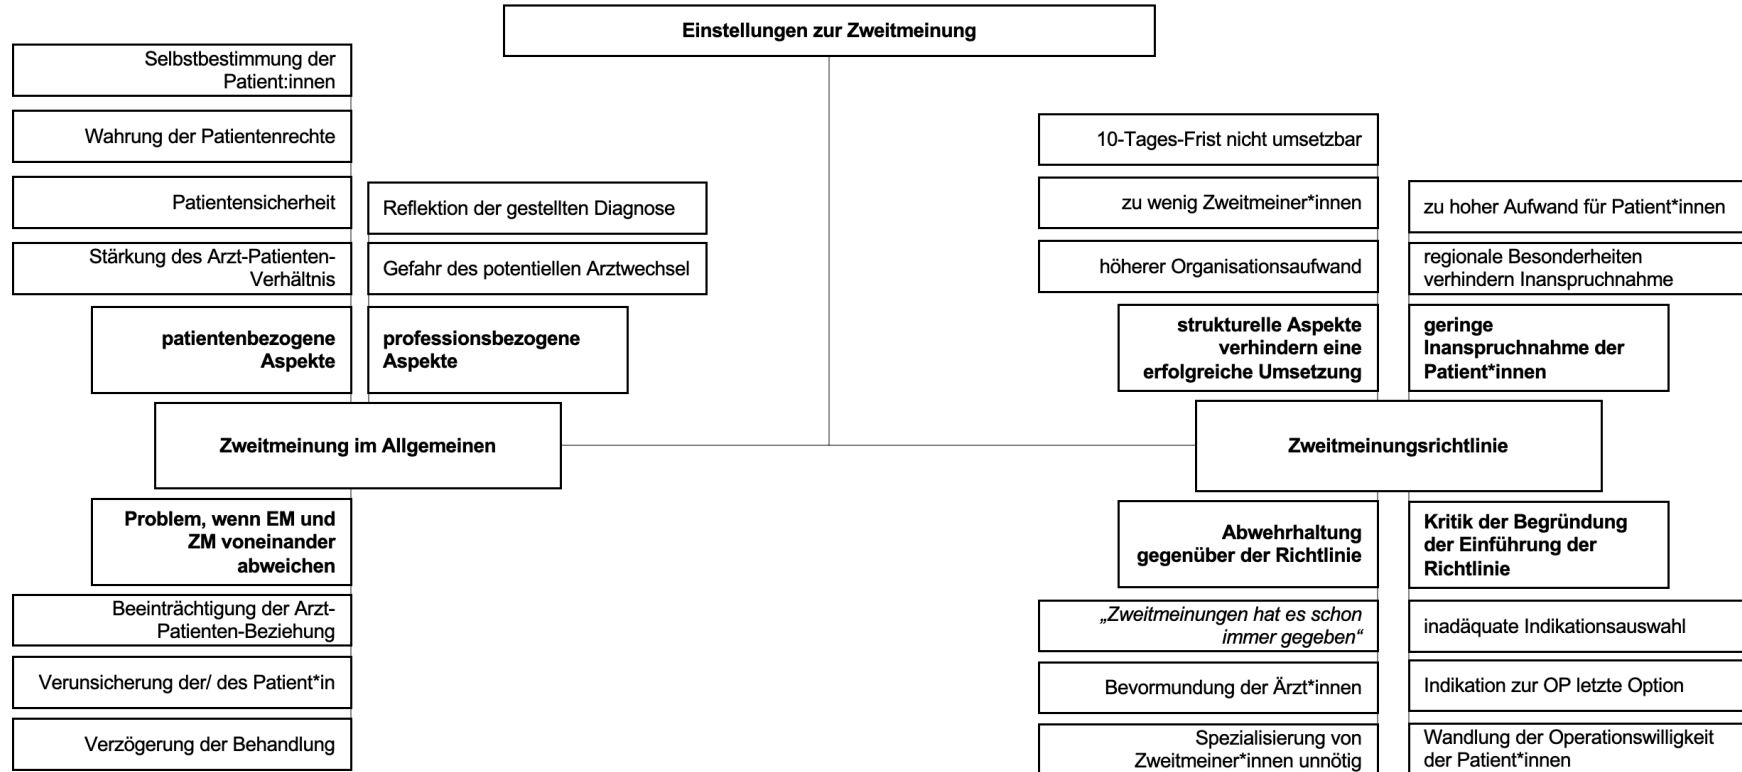 Einstellungen zur Zweitmeinung
Selbstbestimmung der
Patient:innen
Wahrung der Patientenrechte
Patientensicherheit
Stärkung des Arzt-Patienten-
Verhältnis
Reflektion der gestellten Diagnose
Gefahr des potentiellen Arztwechsel
patientenbezogene
Aspekte
professionsbezogene
Aspekte
Zweitmeinung im Allgemeinen
Problem, wenn EM und
ZM voneinander
abweichen
Beeinträchtigung der Arzt-
Patienten-Beziehung
Verunsicherung der/ des Patient*in
Verzögerung der Behandlung
10-Tages-Frist nicht umsetzbar
zu wenig Zweitmeiner*innen
höherer Organisationsaufwand
zu hoher Aufwand für Patient*innen
regionale Besonderheiten
verhindern Inanspruchnahme
strukturelle Aspekte
verhindern eine
erfolgreiche Umsetzung
geringe
Inanspruchnahme der
Patient*innen
Zweitmeinungsrichtlinie
Abwehrhaltung
gegenüber der Richtlinie
Kritik der Begründung
der Einführung der
Richtlinie
„Zweitmeinungen hat es schon
immer gegeben“
Bevormundung der Ärzt*innen
Spezialisierung von
Zweitmeiner*innen unnötig
inadäquate Indikationsauswahl
Indikation zur OP letzte Option
Wandlung der Operationswilligkeit
der Patient*innen